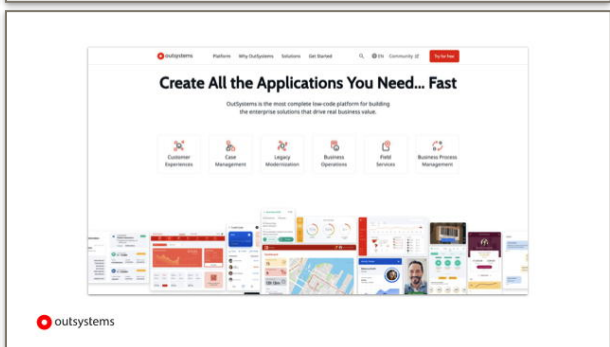 outsystems Platform Why OutSystems Solutions Get Started EN Community Try for free
Create All the Applications You Need... Fast
OutSystems is the most complete low-code platform for building
the enterprise solutions that drive real business value.
Customer Experiences
Case Management
Legacy Modernization
Business Operations
Field Services
Business Process Management
outsystems